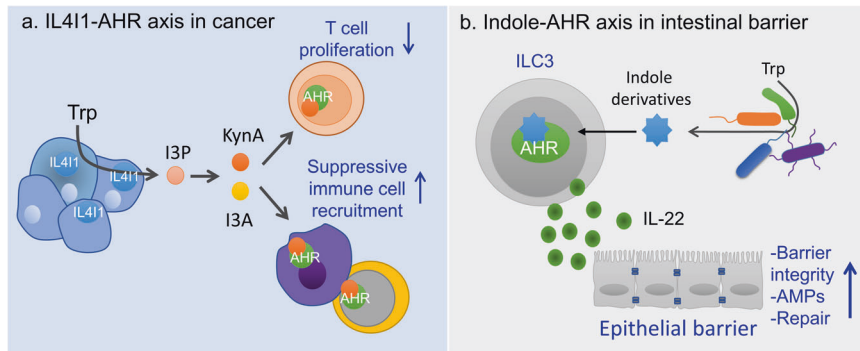 a. IL4I1-AHR axis in cancer
T cell
proliferation
AHR
Trp
IL4I1
IL4I1
IL4I1
I3P
KynA
I3A
Suppressive
immune cell
recruitment
AHR
AHR
b. Indole-AHR axis in intestinal barrier
ILC3
AHR
Indole
derivatives
Trp
IL-22
-Barrier
integrity
-AMPs
-Repair
Epithelial barrier